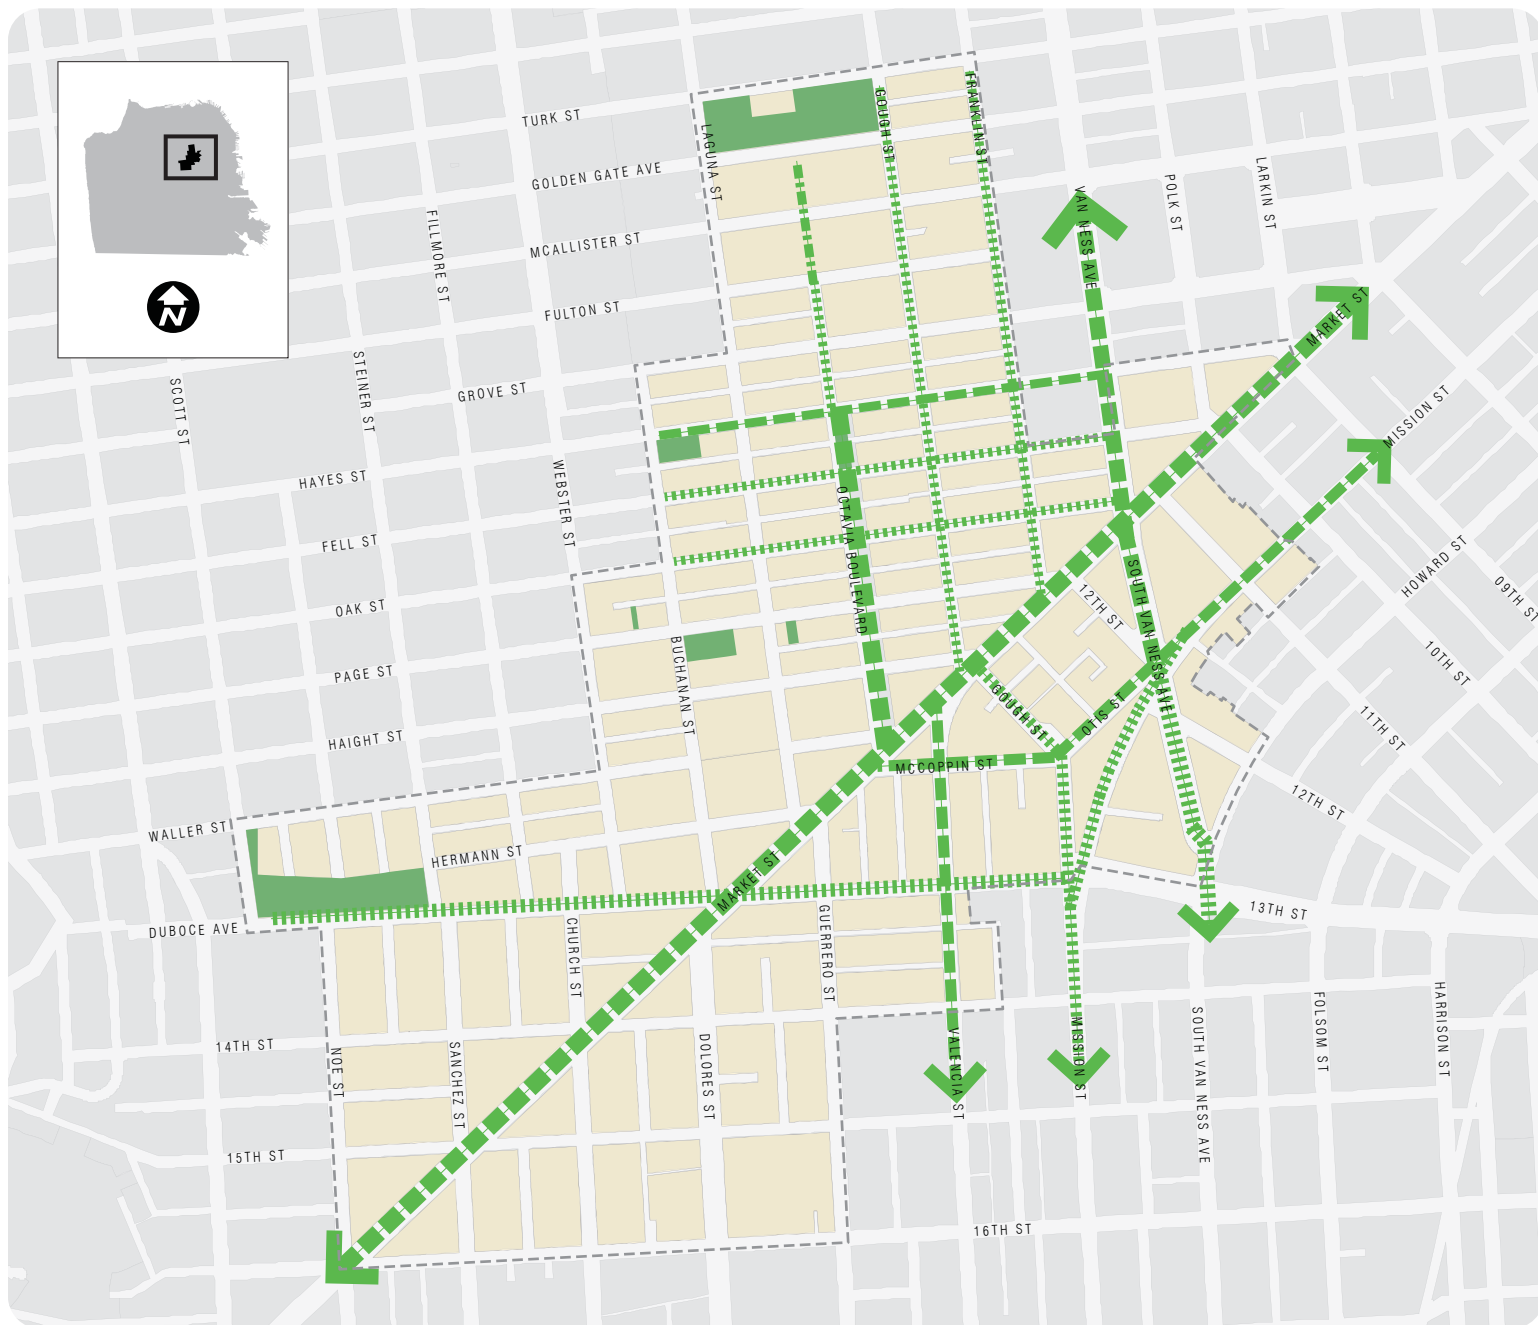 TURK ST
GOLDEN GATE AVE
MCALLISTER ST
FULTON ST
GROVE ST
HAYES ST
FELL ST
OAK ST
PAGE ST
HAIGHT ST
WALLER ST
HERMANN ST
DUBOCE AVE
14TH ST
15TH ST
16TH ST
SCOTT ST
STEINER ST
FILLMORE ST
WEBSTER ST
LAGUNA ST
BUCHANAN ST
GOUGH ST
FRANKLIN ST
VAN NESS AVE
POLK ST
LARKIN ST
MARKET ST
MISSION ST
HOWARD ST
09TH ST
10TH ST
11TH ST
12TH ST
12TH ST
13TH ST
OCTAVIA BOULEVARD
SOUTH VAN NESS AVE
GOUGH ST
OTIS ST
MCCOPPIN ST
MARKET ST
NOE ST
SANCHEZ ST
CHURCH ST
DOLORES ST
GUERRERO ST
VALENCIA ST
MISSION ST
SOUTH VAN NESS AVE
FOLSOM ST
HARRISON ST
N